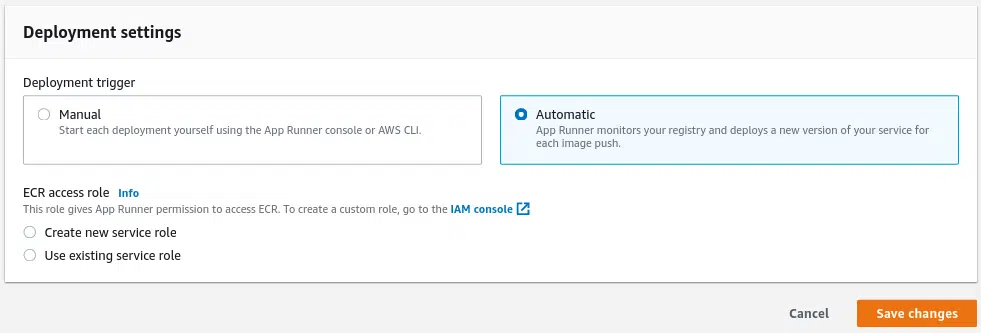 Deployment settings
Deployment trigger
Manual
Start each deployment yourself using the App Runner console or AWS CLI.
Automatic
App Runner monitors your registry and deploys a new version of your service for
each image push.
ECR access role Info
This role gives App Runner permission to access ECR. To create a custom role, go to the IAM console
Create new service role
Use existing service role
Cancel
Save changes